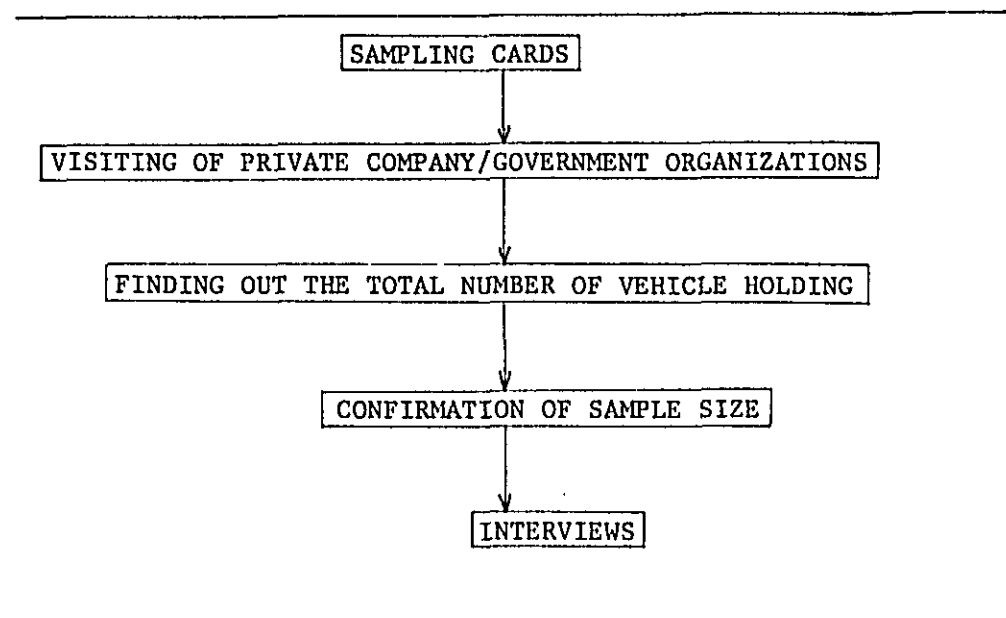 SAMPLING CARDS
VISITING OF PRIVATE COMPANY/GOVERNMENT ORGANIZATIONS
FINDING OUT THE TOTAL NUMBER OF VEHICLE HOLDING
CONFIRMATION OF SAMPLE SIZE
INTERVIEWS